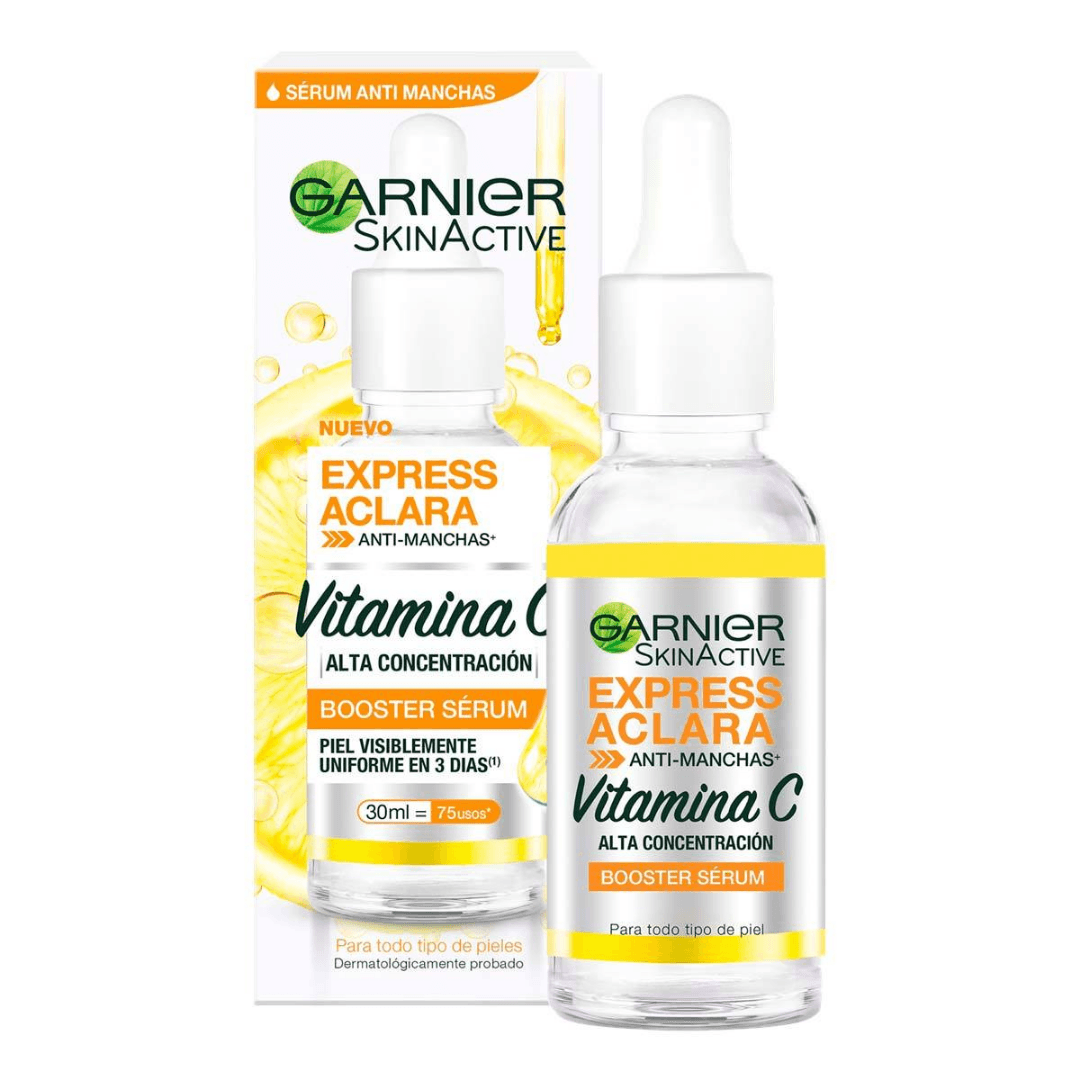 SÉRUM ANTI MANCHAS
GARNIER
SKINACTIVE
NUEVO
EXPRESS
ACLARA
ANTI-MANCHAS⁺
Vitamina C
ALTA CONCENTRACIÓN
BOOSTER SÉRUM
PIEL VISIBLEMENTE
UNIFORME EN 3 DIAS⁽¹⁾
30ml = 75usos*
Para todo tipo de pieles
Dermatológicamente probado
GARNIER
SKINACTIVE
EXPRESS
ACLARA
ANTI-MANCHAS⁺
Vitamina C
ALTA CONCENTRACIÓN
BOOSTER SÉRUM
Para todo tipo de piel